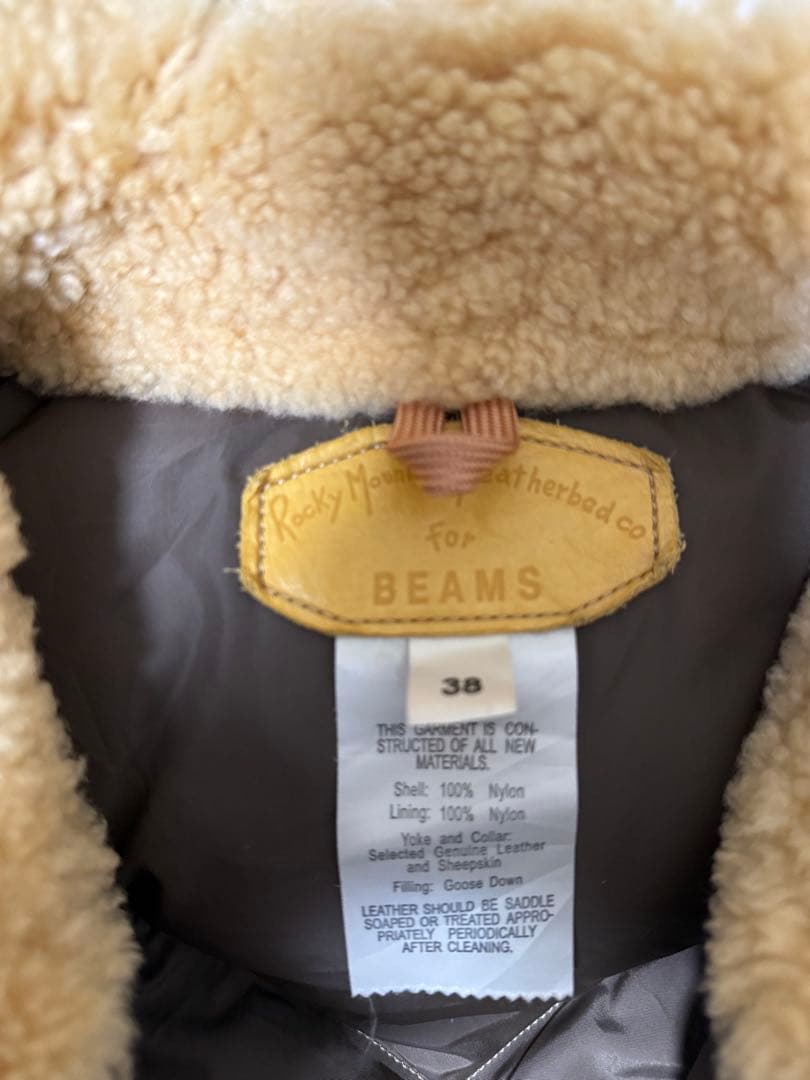 Rocky Mountain Featherbed co
For
BEAMS
38
THIS GARMENT IS CON-
STRUCTED OF ALL NEW
MATERIALS.
Shell: 100% Nylon
Lining: 100% Nylon
Yoke and Collar:
Selected Genuine Leather
and Sheepskin
Filling: Goose Down
LEATHER SHOULD BE SADDLE
SOAPED OR TREATED APPRO-
PRIATELY PERIODICALLY
AFTER CLEANING.